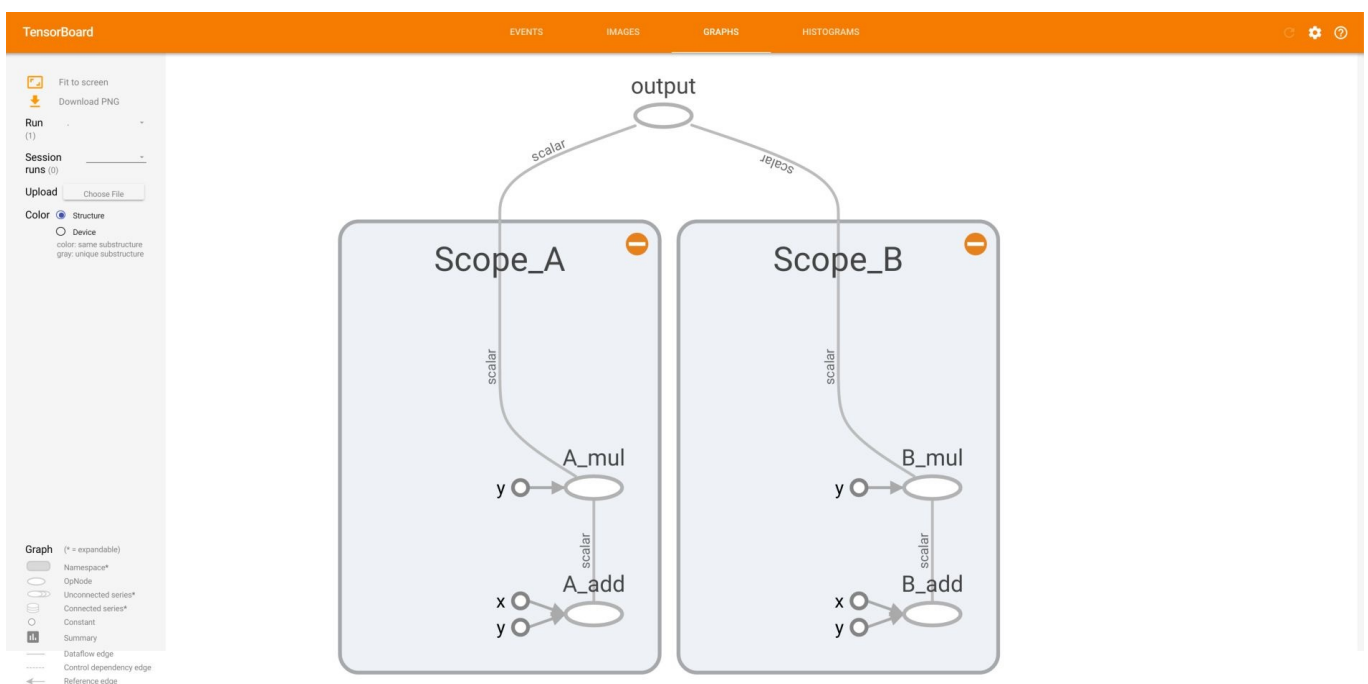 TensorBoard
EVENTS
IMAGES
GRAPHS
HISTOGRAMS
Fit to screen
Download PNG
Run .
(1)
Session
runs (0)
Upload Choose File
Color Structure
Device
color: same substructure
gray: unique substructure
Graph (* = expandable)
Namespace*
OpNode
Unconnected series*
Connected series*
Constant
Summary
Dataflow edge
Control dependency edge
Reference edge
output
scalar
scalar
Scope_A
scalar
A_mul
y
scalar
A_add
x
y
Scope_B
scalar
B_mul
y
scalar
B_add
x
y